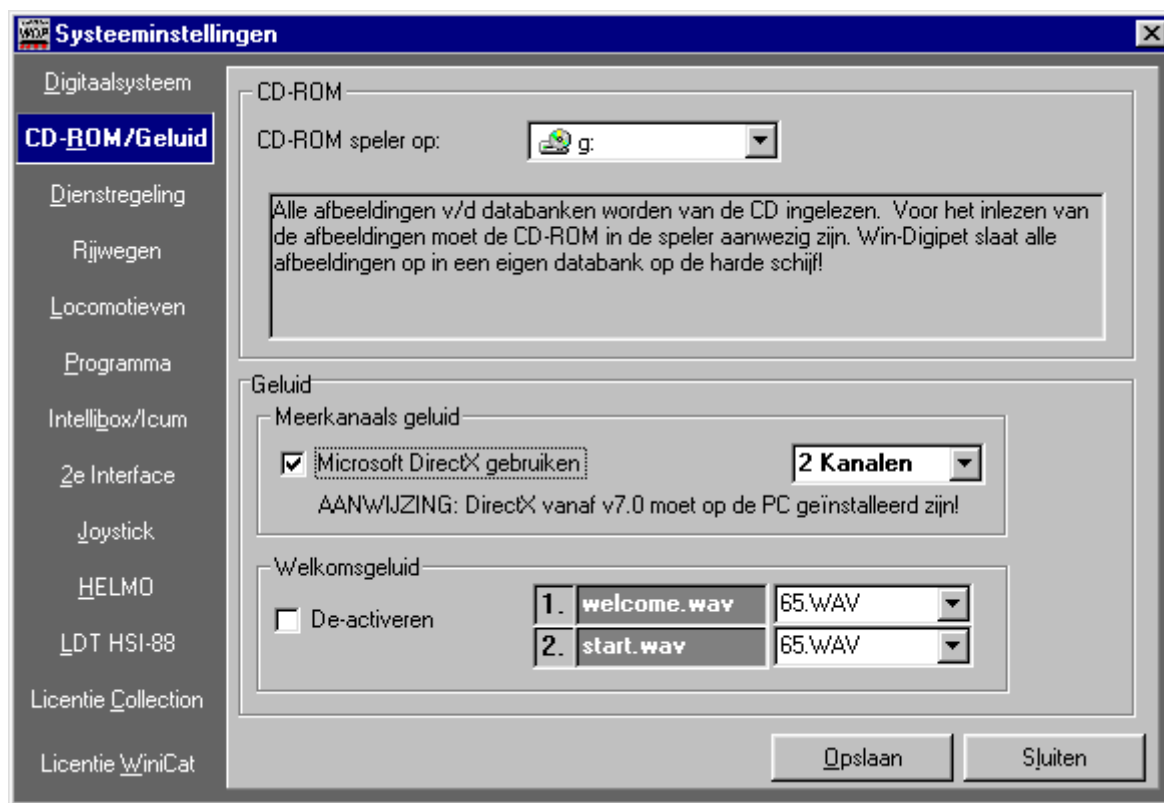 Systeeminstellingen
Digitaalsysteem
CD-ROM/Geluid
Dienstregeling
Rijwegen
Locomotieven
Programma
Intellibox/Icum
2e Interface
Joystick
HELMO
LDT HSI-88
Licentie Collection
Licentie WiniCat
CD-ROM
CD-ROM speler op:
g:
Alle afbeeldingen v/d databanken worden van de CD ingelezen. Voor het inlezen van
de afbeeldingen moet de CD-ROM in de speler aanwezig zijn. Win-Digipet slaat alle
afbeeldingen op in een eigen databank op de harde schijf!
Geluid
Meerkanaals geluid
Microsoft DirectX gebruiken
2 Kanalen
AANWIJZING: DirectX vanaf v7.0 moet op de PC geïnstalleerd zijn!
Welkomsgeluid
De-activeren
1. welcome.wav 65.WAV
2. start.wav 65.WAV
Opslaan
Sluiten